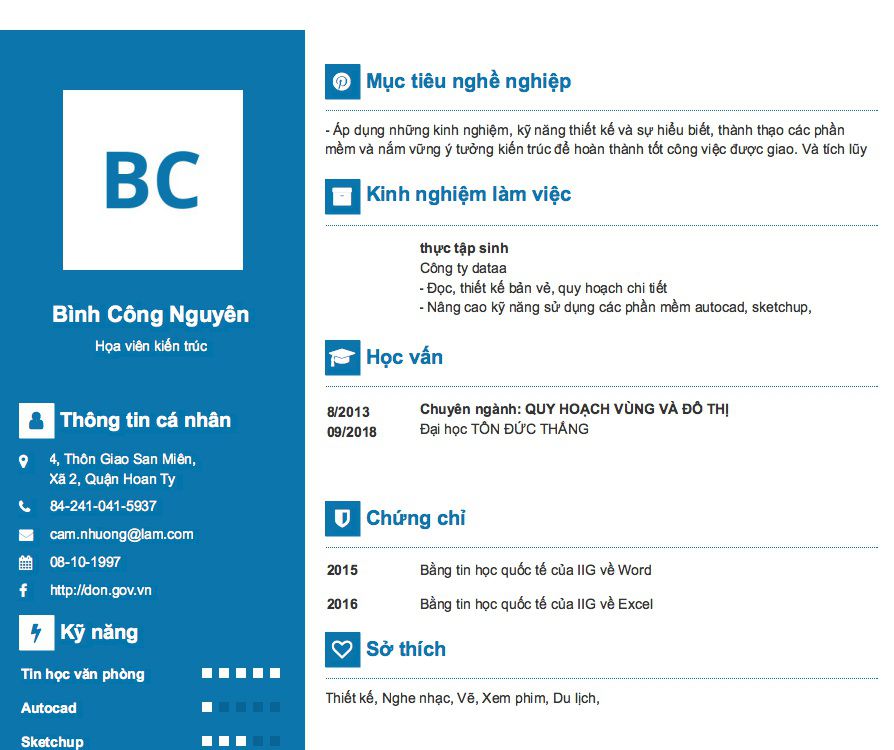 BC
Bình Công Nguyên
Họa viên kiến trúc
Thông tin cá nhân
4, Thôn Giao San Miên,
Xã 2, Quận Hoan Ty
84-241-041-5937
cam.nhuong@lam.com
08-10-1997
http://don.gov.vn
Kỹ năng
Tin học văn phòng
Autocad
Sketchup
Mục tiêu nghề nghiệp
- Áp dụng những kinh nghiệm, kỹ năng thiết kế và sự hiểu biết, thành thạo các phần
mềm và nắm vững ý tưởng kiến trúc để hoàn thành tốt công việc được giao. Và tích lũy
Kinh nghiệm làm việc
thực tập sinh
Công ty dataa
- Đọc, thiết kế bản vẻ, quy hoạch chi tiết
- Nâng cao kỹ năng sử dụng các phần mềm autocad, sketchup,
Học vấn
8/2013
09/2018
Chuyên ngành: QUY HOẠCH VÙNG VÀ ĐÔ THỊ
Đại học TÔN ĐỨC THẮNG
Chứng chỉ
2015 Bằng tin học quốc tế của IIG về Word
2016 Bằng tin học quốc tế của IIG về Excel
Sở thích
Thiết kế, Nghe nhạc, Vẽ, Xem phim, Du lịch,